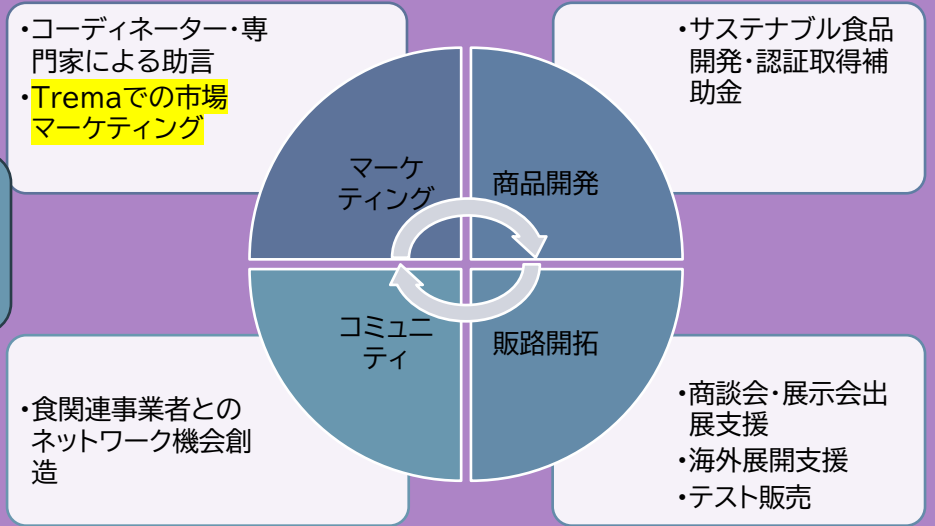 ・コーディネーター・専
門家による助言
・Tremaでの市場
マーケティング
・サステナブル食品
開発・認証取得補
助金
マーケ
ティング
商品開発
コミュニ
ティ
販路開拓
・食関連事業者との
ネットワーク機会創
造
・商談会・展示会出
展支援
・海外展開支援
・テスト販売